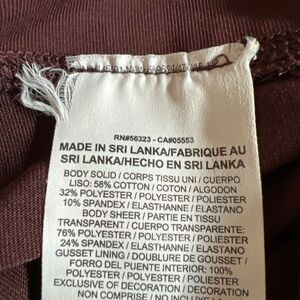 RN#56323 - CA#05553
MADE IN SRI LANKA/FABRIQUE AU
SRI LANKA/HECHO EN SRI LANKA
BODY SOLID / CORPS TISSU UNI / CUERPO
LISO: 58% COTTON / COTON / ALGODON
32% POLYESTER / POLYESTER / POLIESTER
10% SPANDEX / ELASTHANNE / ELASTANO
BODY SHEER / PARTIE EN TISSU
TRANSPARENT / CUERPO TRANSPARENTE:
76% POLYESTER / POLYESTER / POLIESTER
24% SPANDEX / ELASTHANNE / ELASTANO
GUSSET LINING / DOUBLURE DE GOUSSET /
FORRO DEL PUENTE INTERIOR: 100%
POLYESTER / POLYESTER / POLIESTER
EXCLUSIVE OF DECORATION / DECORATION
NON COMPRISE / NO INCLUYE